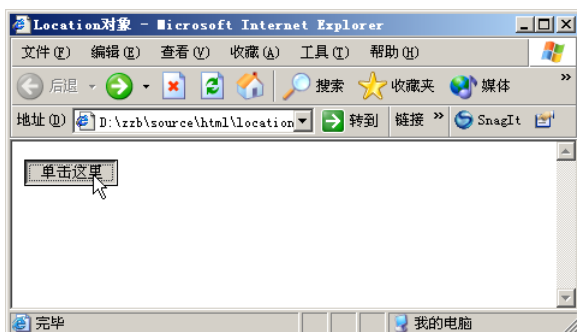 Location对象 - Microsoft Internet Explorer
文件(F) 编辑(E) 查看(V) 收藏(A) 工具(T) 帮助(H)
后退 搜索 收藏夹 媒体 »
地址(D) D:\zzb\source\html\location 转到 链接 » SnagIt
单击这里
完毕 我的电脑